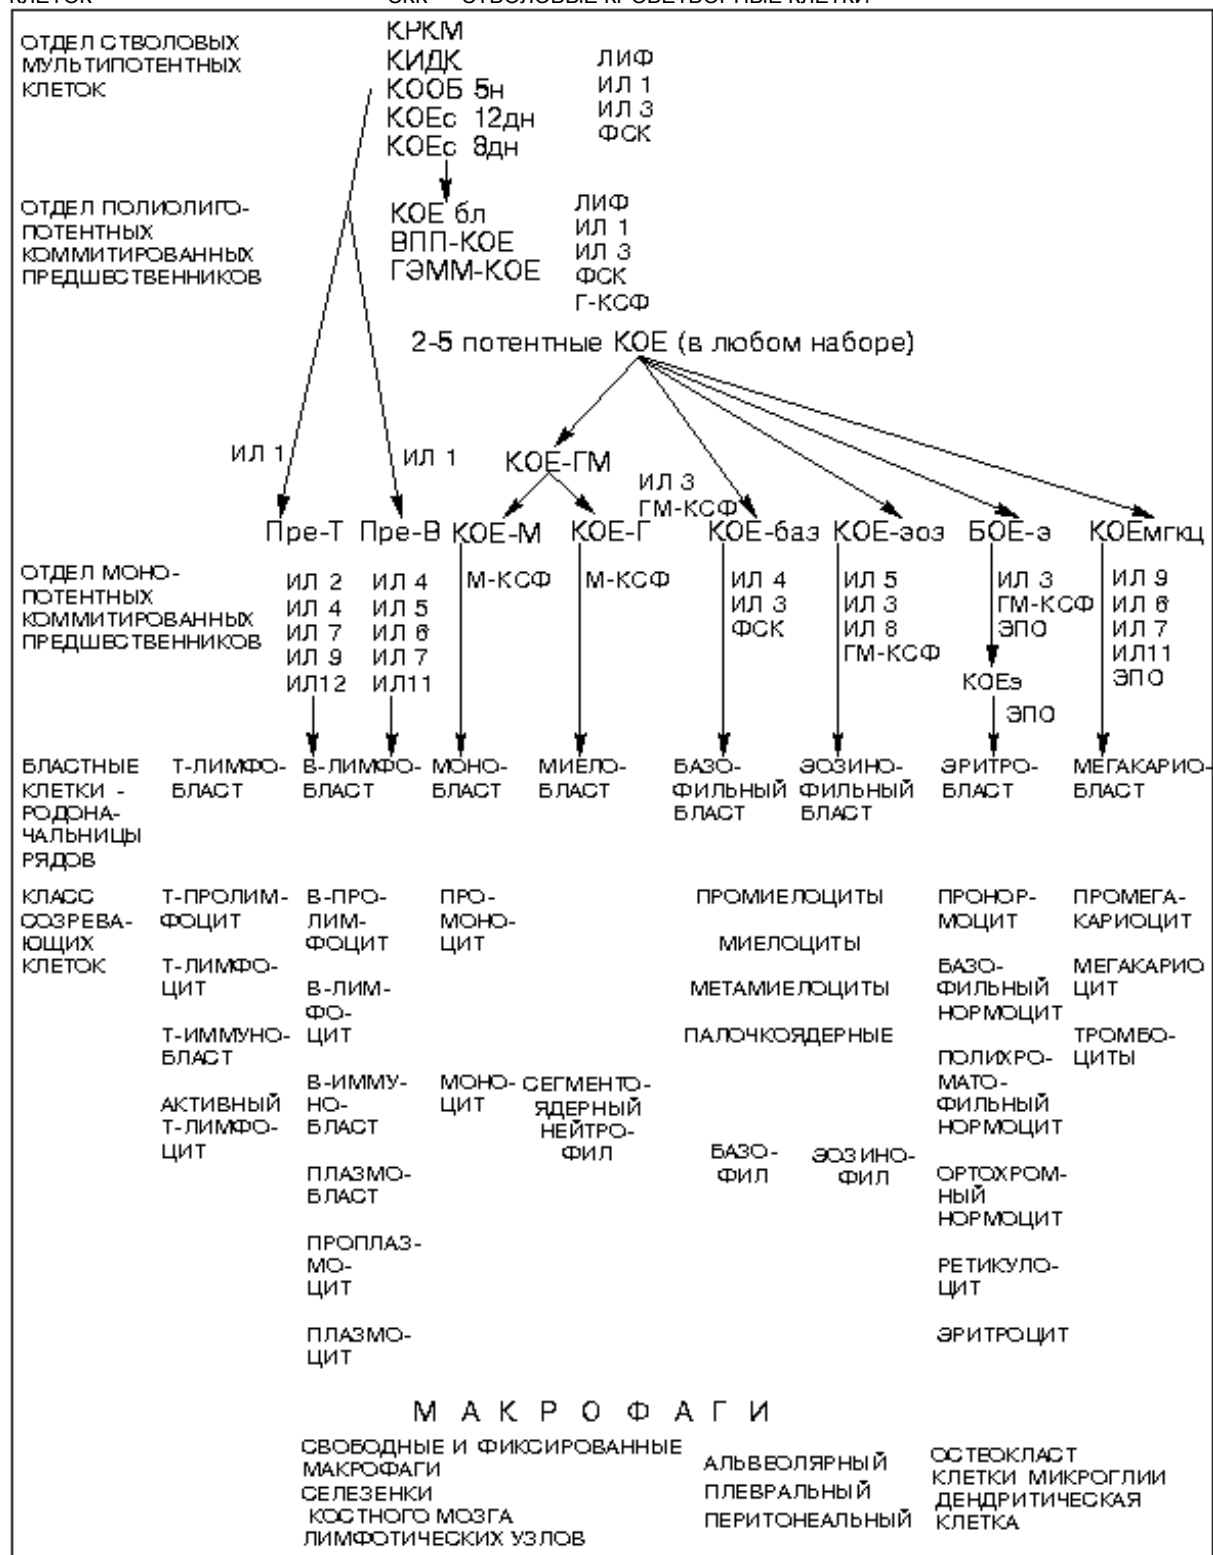 ОТДЕЛ СТВОЛОВЫХ
МУЛЬТИПОТЕНТНЫХ
КЛЕТОК
КРКМ
КИДК
КООБ 5н
КОЕс 12дн
КОЕс 8дн
ЛИФ
ИЛ 1
ИЛ 3
ФСК
ОТДЕЛ ПОЛИОЛИГО-
ПОТЕНТНЫХ
КОММИТИРОВАННЫХ
ПРЕДШЕСТВЕННИКОВ
КОЕ бл
ВПП-КОЕ
ГЭММ-КОЕ
ЛИФ
ИЛ 1
ИЛ 3
ФСК
Г-КСФ
2-5 потентные КОЕ (в любом наборе)
ИЛ 1
ИЛ 1
КОЕ-ГМ
ИЛ 3
ГМ-КСФ
Пре-Т Пре-В КОЕ-М КОЕ-Г КОЕ-баз КОЕ-эоз БОЕ-э КОЕмгкц
ОТДЕЛ МОНО-
ПОТЕНТНЫХ
КОММИТИРОВАННЫХ
ПРЕДШЕСТВЕННИКОВ
ИЛ 2
ИЛ 4
ИЛ 7
ИЛ 9
ИЛ12
ИЛ 4
ИЛ 5
ИЛ 6
ИЛ 7
ИЛ11
М-КСФ
М-КСФ
ИЛ 4
ИЛ 3
ФСК
ИЛ 5
ИЛ 3
ИЛ 8
ГМ-КСФ
ИЛ 3
ГМ-КСФ
ЭПО
КОЕэ
ЭПО
ИЛ 9
ИЛ 6
ИЛ 7
ИЛ11
ЭПО
БЛАСТНЫЕ
КЛЕТКИ -
РОДОНА-
ЧАЛЬНИЦЫ
РЯДОВ
Т-ЛИМФО-
БЛАСТ
В-ЛИМФО-
БЛАСТ
МОНО-
БЛАСТ
МИЕЛО-
БЛАСТ
БАЗО-
ФИЛЬНЫЙ
БЛАСТ
ЭОЗИНО-
ФИЛЬНЫЙ
БЛАСТ
ЭРИТРО-
БЛАСТ
МЕГАКАРИО-
БЛАСТ
КЛАСС
СОЗРЕВА-
ЮЩИХ
КЛЕТОК
Т-ПРОЛИМ-
ФОЦИТ
Т-ЛИМФО-
ЦИТ
Т-ИММУНО-
БЛАСТ
АКТИВНЫЙ
Т-ЛИМФО-
ЦИТ
В-ПРО-
ЛИМ-
ФОЦИТ
В-ЛИМ-
ФО-
ЦИТ
В-ИММУ-
НО-
БЛАСТ
ПЛАЗМО-
БЛАСТ
ПРОПЛАЗ-
МО-
ЦИТ
ПЛАЗМО-
ЦИТ
ПРО-
МОНО-
ЦИТ
МОНО-
ЦИТ
СЕГМЕНТО-
ЯДЕРНЫЙ
НЕЙТРО-
ФИЛ
ПРОМИЕЛОЦИТЫ
МИЕЛОЦИТЫ
МЕТАМИЕЛОЦИТЫ
ПАЛОЧКОЯДЕРНЫЕ
БАЗО-
ФИЛ
ЭОЗИНО-
ФИЛ
ПРОНОР-
МОЦИТ
БАЗО-
ФИЛЬНЫЙ
НОРМОЦИТ
ПОЛИХРО-
МАТО-
ФИЛЬНЫЙ
НОРМОЦИТ
ОРТОХРОМ-
НЫЙ
НОРМОЦИТ
РЕТИКУЛО-
ЦИТ
ЭРИТРОЦИТ
ПРОМЕГА-
КАРИОЦИТ
МЕГАКАРИО
ЦИТ
ТРОМБО-
ЦИТЫ
МАКРОФАГИ
СВОБОДНЫЕ И ФИКСИРОВАННЫЕ
МАКРОФАГИ
СЕЛЕЗЕНКИ
КОСТНОГО МОЗГА
ЛИМФОТИЧЕСКИХ УЗЛОВ
АЛЬВЕОЛЯРНЫЙ
ПЛЕВРАЛЬНЫЙ
ПЕРИТОНЕАЛЬНЫЙ
ОСТЕОКЛАСТ
КЛЕТКИ МИКРОГЛИИ
ДЕНДРИТИЧЕСКАЯ
КЛЕТКА